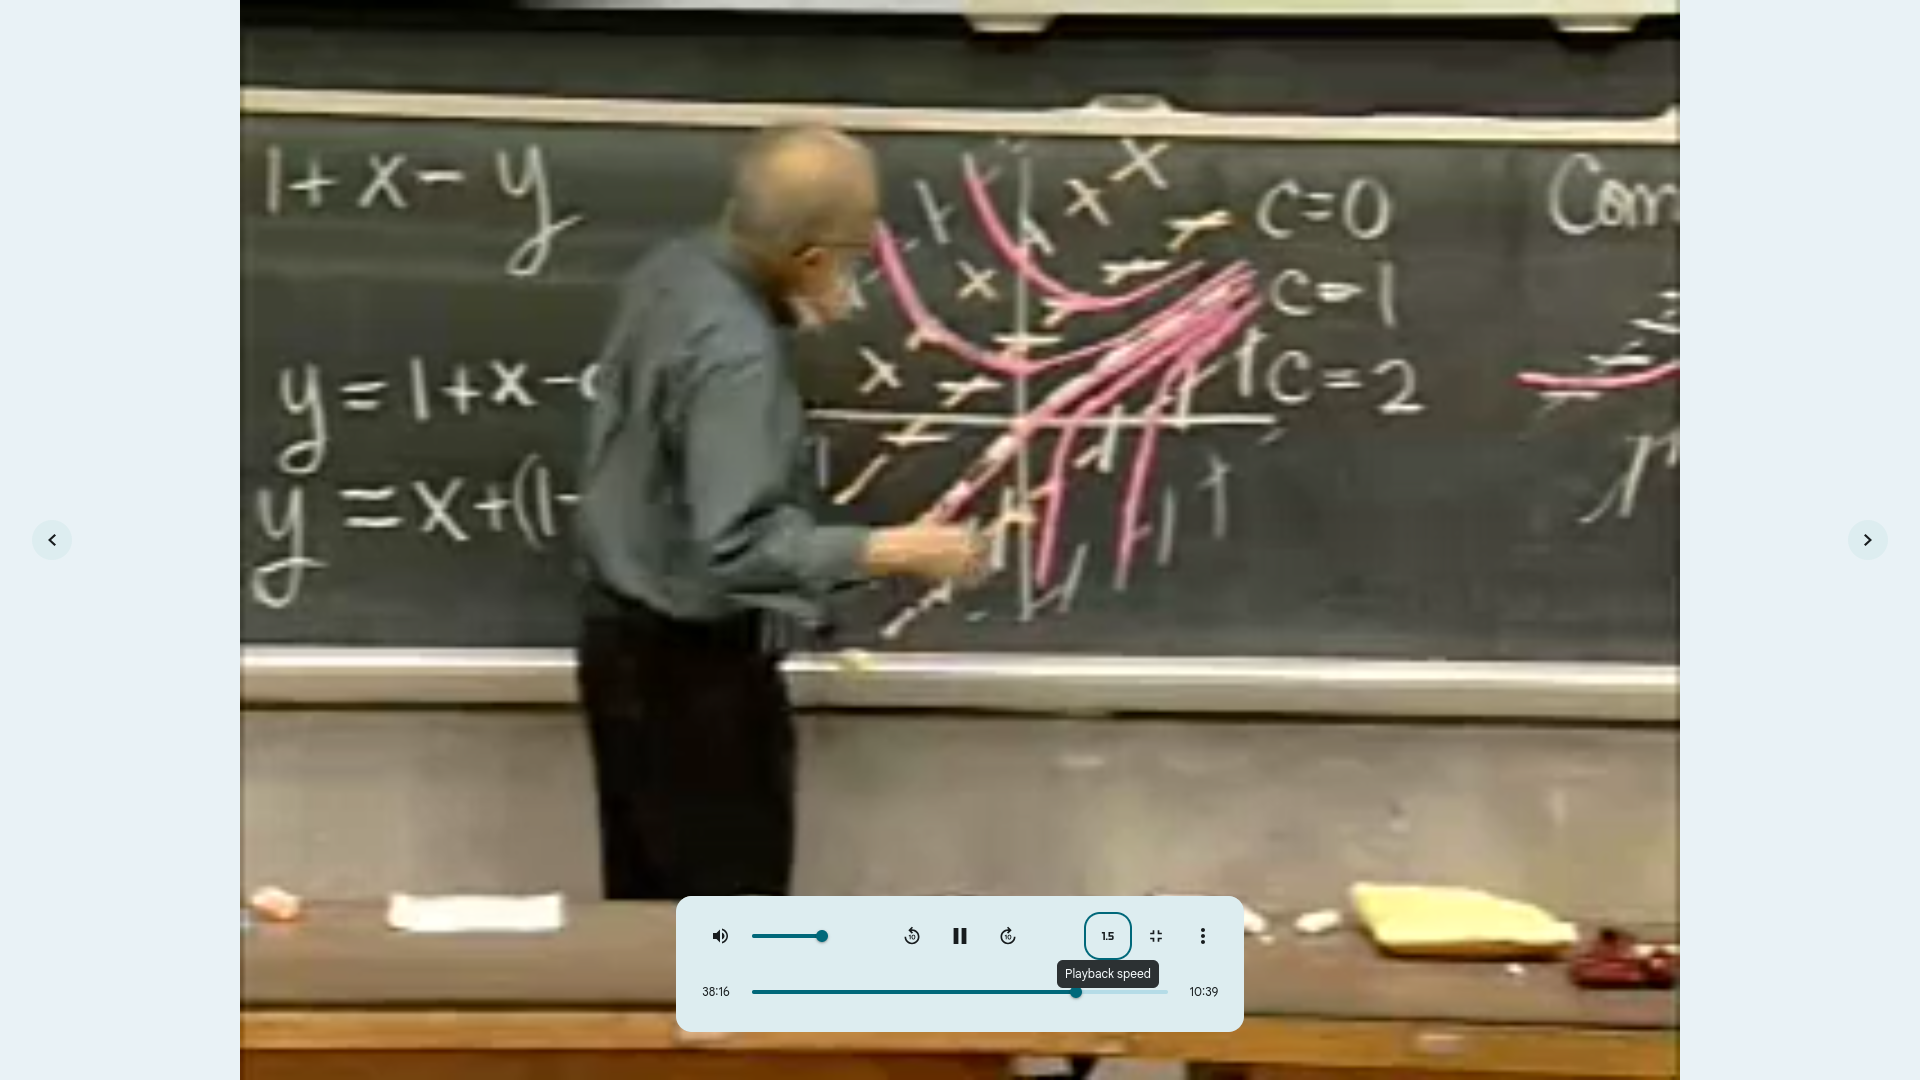 1 + x - y
y = 1 + x -
y = x + (1 -
C=0
C=1
C=2
Com
1.5
Playback speed
38:16
10:39